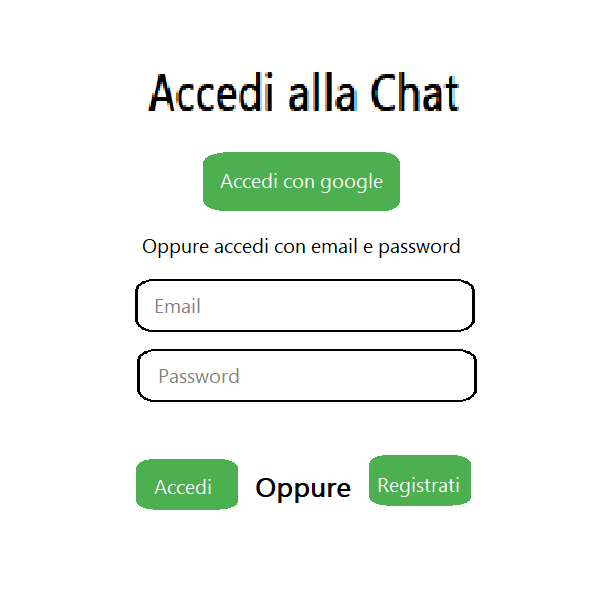 Accedi alla Chat
Accedi con google
Oppure accedi con email e password
Email
Password
Accedi Oppure Registrati